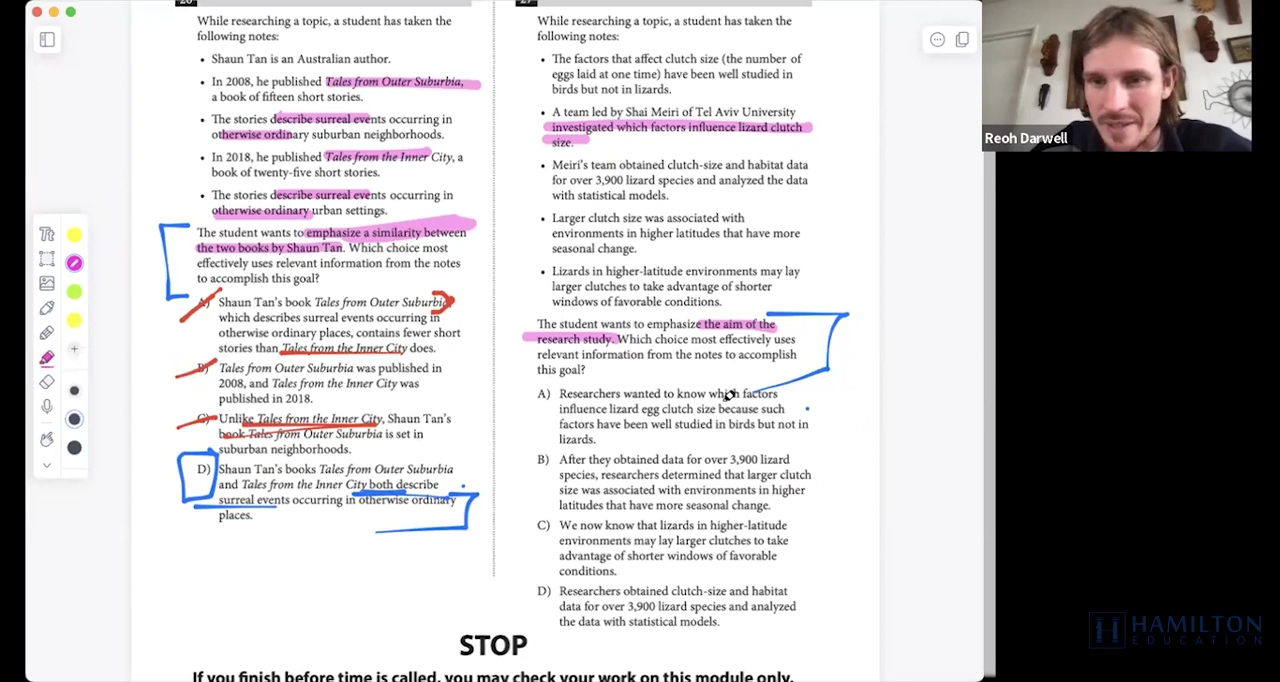 While researching a topic, a student has taken the
following notes:
• Shaun Tan is an Australian author.
• In 2008, he published Tales from Outer Suburbia,
a book of fifteen short stories.
• The stories describe surreal events occurring in
otherwise ordinary suburban neighborhoods.
• In 2018, he published Tales from the Inner City, a
book of twenty-five short stories.
• The stories describe surreal events occurring in
otherwise ordinary urban settings.
The student wants to emphasize a similarity between
the two books by Shaun Tan. Which choice most
effectively uses relevant information from the notes
to accomplish this goal?
A) Shaun Tan's book Tales from Outer Suburbia,
which describes surreal events occurring in
otherwise ordinary places, contains fewer short
stories than Tales from the Inner City does.
B) Tales from Outer Suburbia was published in
2008, and Tales from the Inner City was
published in 2018.
C) Unlike Tales from the Inner City, Shaun Tan's
book Tales from Outer Suburbia is set in
suburban neighborhoods.
D) Shaun Tan's books Tales from Outer Suburbia
and Tales from the Inner City both describe
surreal events occurring in otherwise ordinary
places.
While researching a topic, a student has taken the
following notes:
• The factors that affect clutch size (the number of
eggs laid at one time) have been well studied in
birds but not in lizards.
• A team led by Shai Meiri of Tel Aviv University
investigated which factors influence lizard clutch
size.
• Meiri's team obtained clutch-size and habitat data
for over 3,900 lizard species and analyzed the data
with statistical models.
• Larger clutch size was associated with
environments in higher latitudes that have more
seasonal change.
• Lizards in higher-latitude environments may lay
larger clutches to take advantage of shorter
windows of favorable conditions.
The student wants to emphasize the aim of the
research study. Which choice most effectively uses
relevant information from the notes to accomplish
this goal?
A) Researchers wanted to know which factors
influence lizard egg clutch size because such
factors have been well studied in birds but not in
lizards.
B) After they obtained data for over 3,900 lizard
species, researchers determined that larger clutch
size was associated with environments in higher
latitudes that have more seasonal change.
C) We now know that lizards in higher-latitude
environments may lay larger clutches to take
advantage of shorter windows of favorable
conditions.
D) Researchers obtained clutch-size and habitat
data for over 3,900 lizard species and analyzed
the data with statistical models.
STOP
If you finish before time is called, you may check your work on this module only.
Reoh Darwell
Tт
HAMILTON
EDUCATION